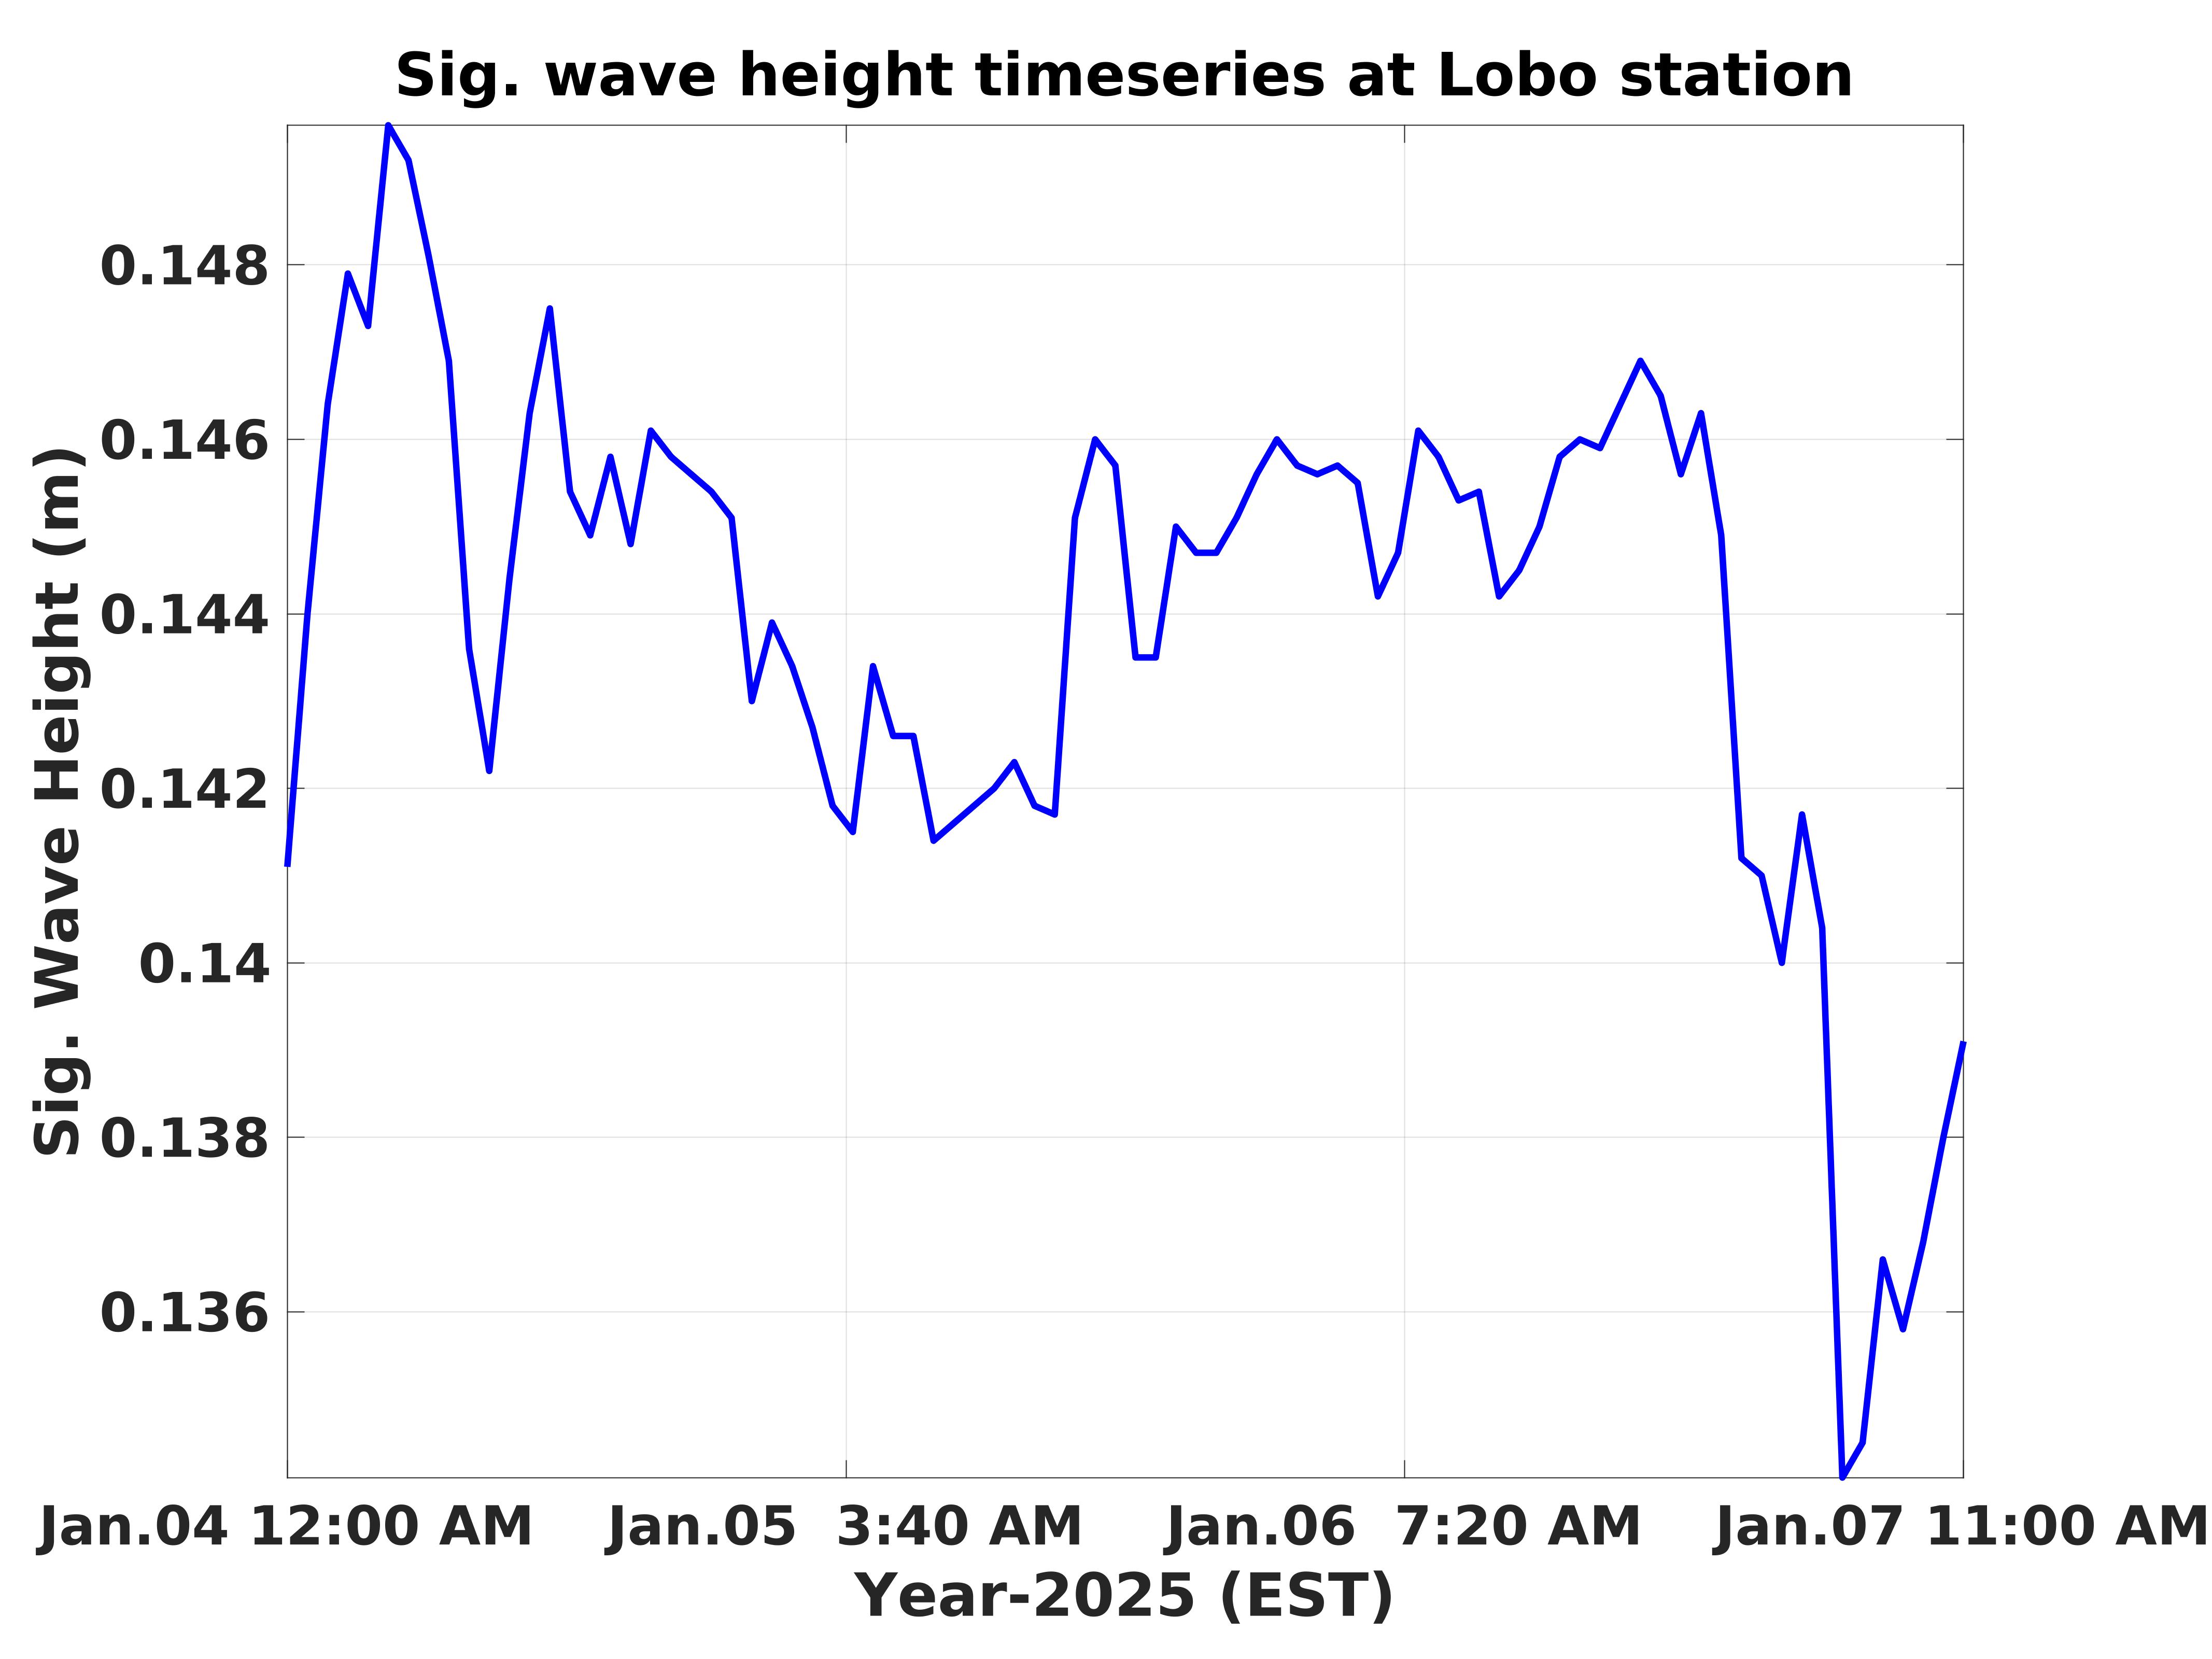 Sig. wave height timeseries at Lobo station
Sig. Wave Height (m)
0.148
0.146
0.144
0.142
0.14
0.138
0.136
Jan.04 12:00 AM Jan.05 3:40 AM Jan.06 7:20 AM Jan.07 11:00 AM
Year-2025 (EST)